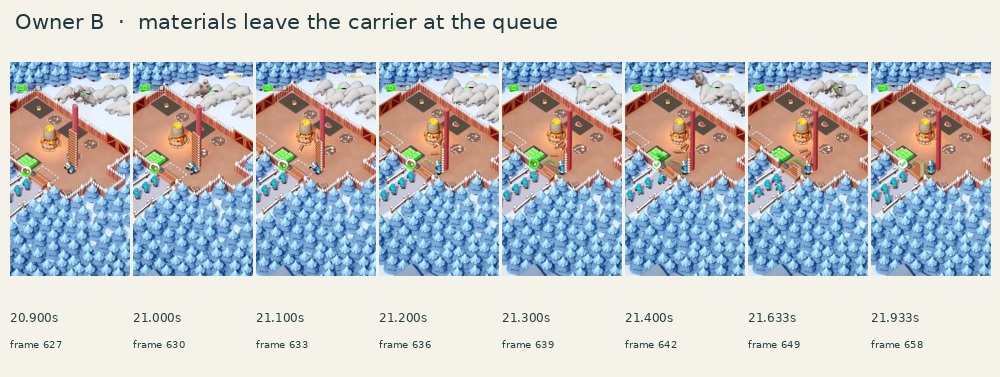 Owner B · materials leave the carrier at the queue
20.900s 21.000s 21.100s 21.200s 21.300s 21.400s 21.633s 21.933s
frame 627 frame 630 frame 633 frame 636 frame 639 frame 642 frame 649 frame 658